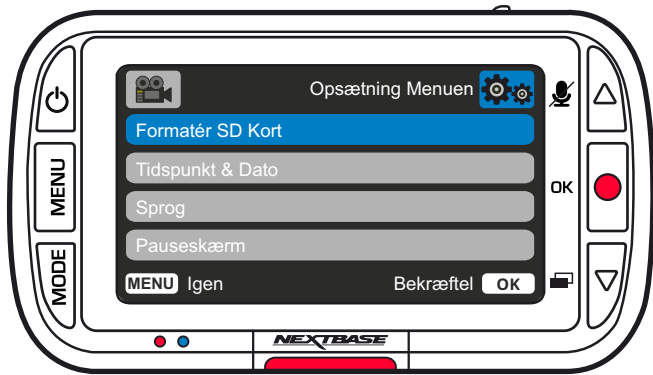 Opsætning Menuen
Formatér SD Kort
Tidspunkt & Dato
Sprog
Pauseskærm
MENU Igen
Bekræftel OK
MENU
MODE
OK
NEXTBASE